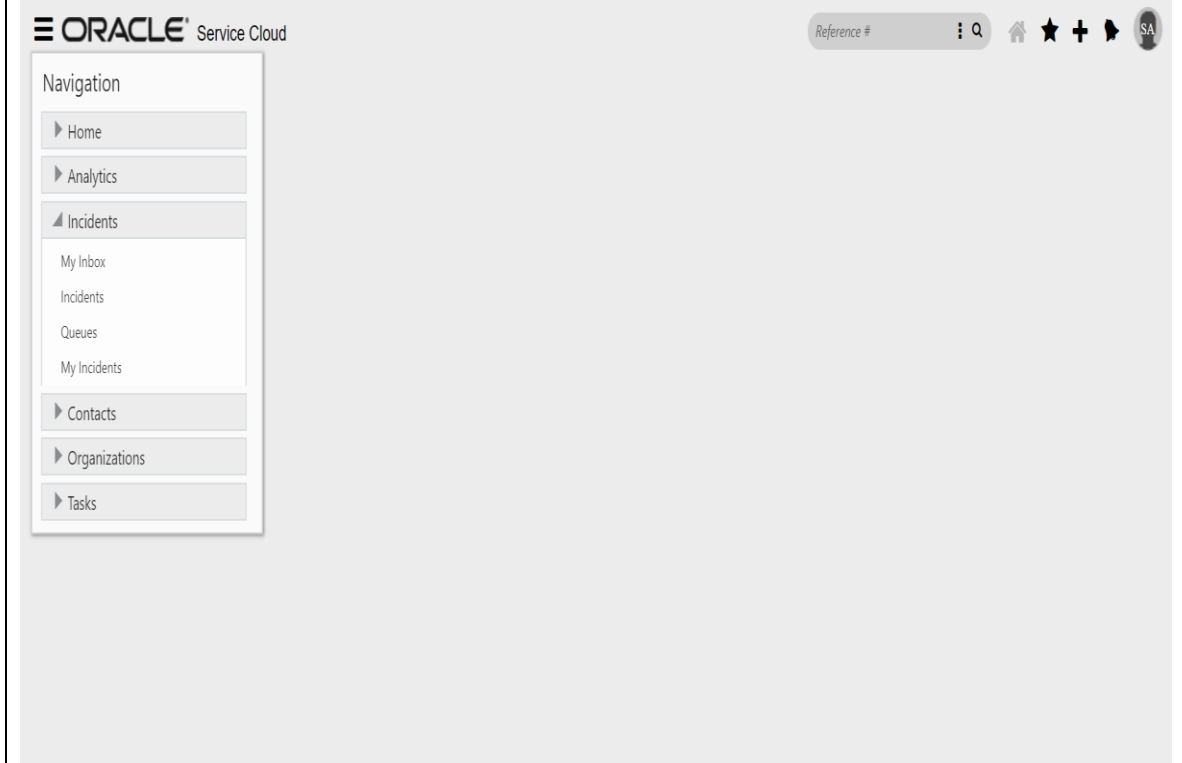 ORACLE® Service Cloud
Reference #
SA
Navigation
Home
Analytics
Incidents
My Inbox
Incidents
Queues
My Incidents
Contacts
Organizations
Tasks